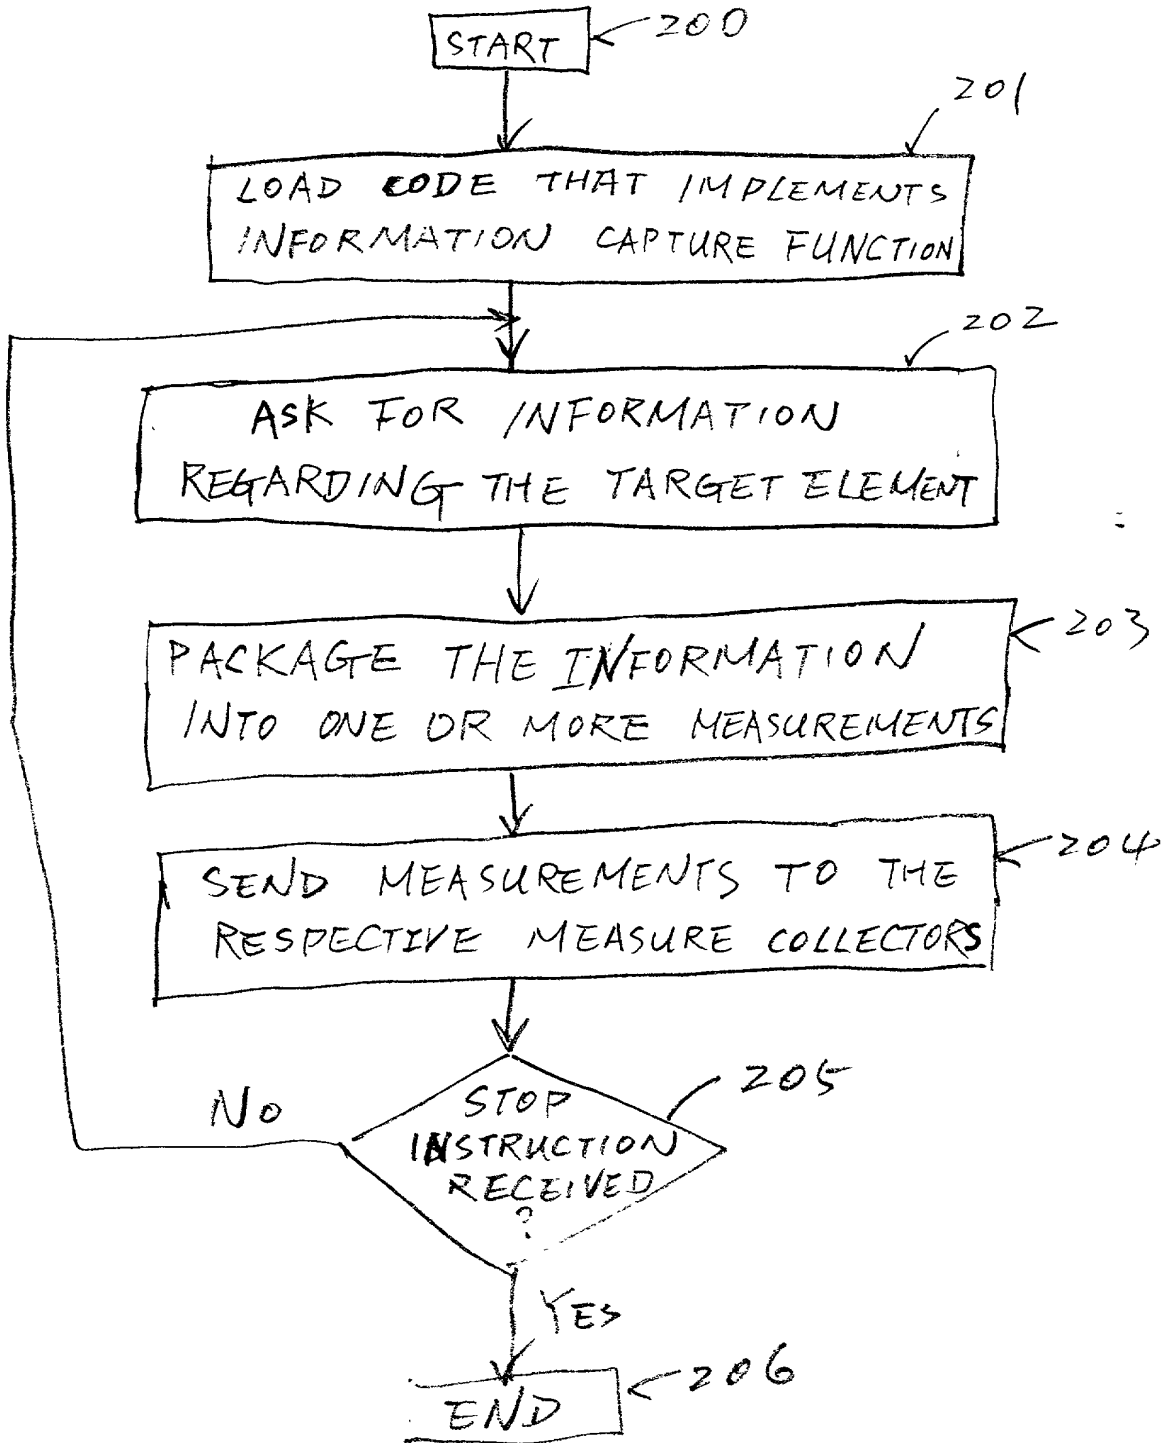 START
200
201
LOAD CODE THAT IMPLEMENTS
INFORMATION CAPTURE FUNCTION
202
ASK FOR INFORMATION
REGARDING THE TARGET ELEMENT
203
PACKAGE THE INFORMATION
INTO ONE OR MORE MEASUREMENTS
204
SEND MEASUREMENTS TO THE
RESPECTIVE MEASURE COLLECTORS
205
NO
STOP
INSTRUCTION
RECEIVED
?
YES
206
END